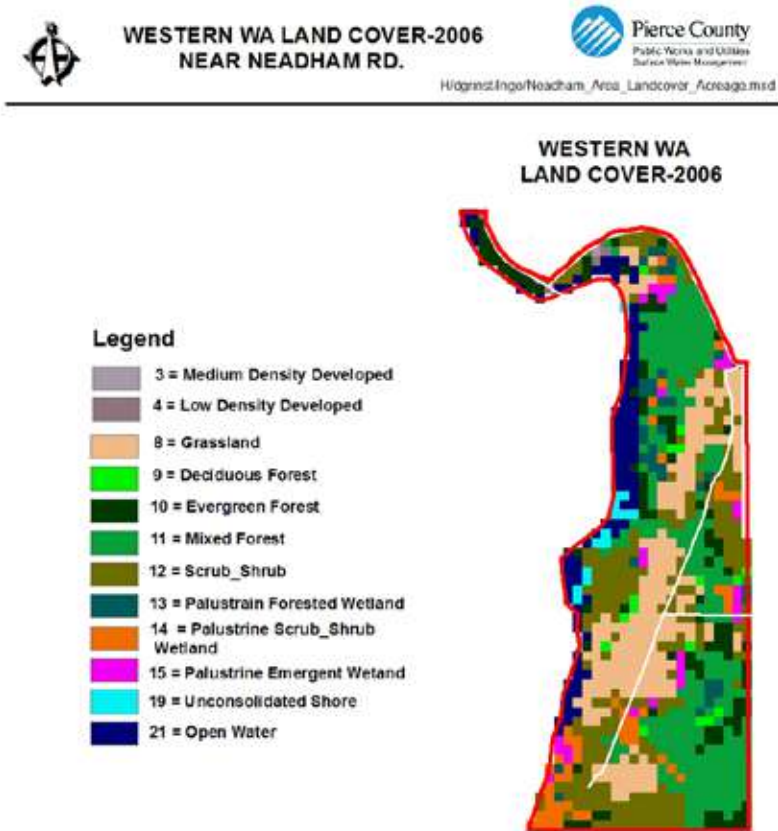 WESTERN WA LAND COVER-2006
NEAR NEADHAM RD.
Pierce County
Public Works and Utilities
Surface Water Management
WESTERN WA
LAND COVER-2006
Legend
3 = Medium Density Developed
4 = Low Density Developed
8 = Grassland
9 = Deciduous Forest
10 = Evergreen Forest
11 = Mixed Forest
12 = Scrub_Shrub
13 = Palustrain Forested Wetland
14 = Palustrine Scrub_Shrub
Wetland
15 = Palustrine Emergent Wetand
19 = Unconsolidated Shore
21 = Open Water